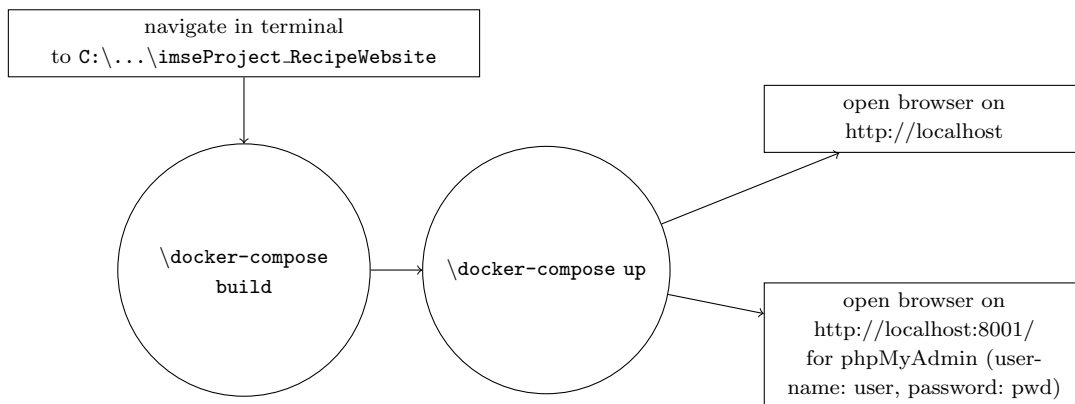 navigate in terminal
to C:\...\imseProject_RecipeWebsite
\docker-compose
build
\docker-compose up
open browser on
http://localhost
open browser on
http://localhost:8001/
for phpMyAdmin (user-
name: user, password: pwd)